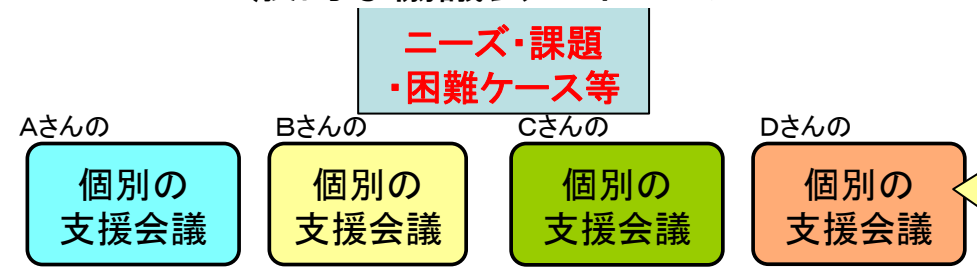 ニーズ・課題
・困難ケース等
Aさんの
Bさんの
Cさんの
Dさんの
個別の
支援会議
個別の
支援会議
個別の
支援会議
個別の
支援会議